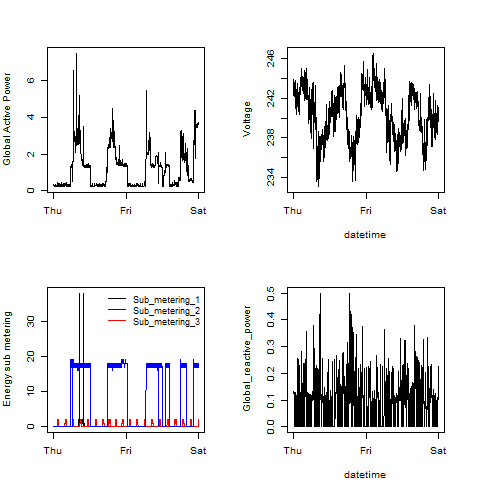 Global Active Power
6
4
2
0
Thu
Fri
Sat
Voltage
246
242
238
234
Thu
Fri
Sat
datetime
Energy sub metering
30
20
10
0
Sub_metering_1
Sub_metering_2
Sub_metering_3
Thu
Fri
Sat
Global_reactive_power
0.5
0.4
0.3
0.2
0.1
0.0
Thu
Fri
Sat
datetime